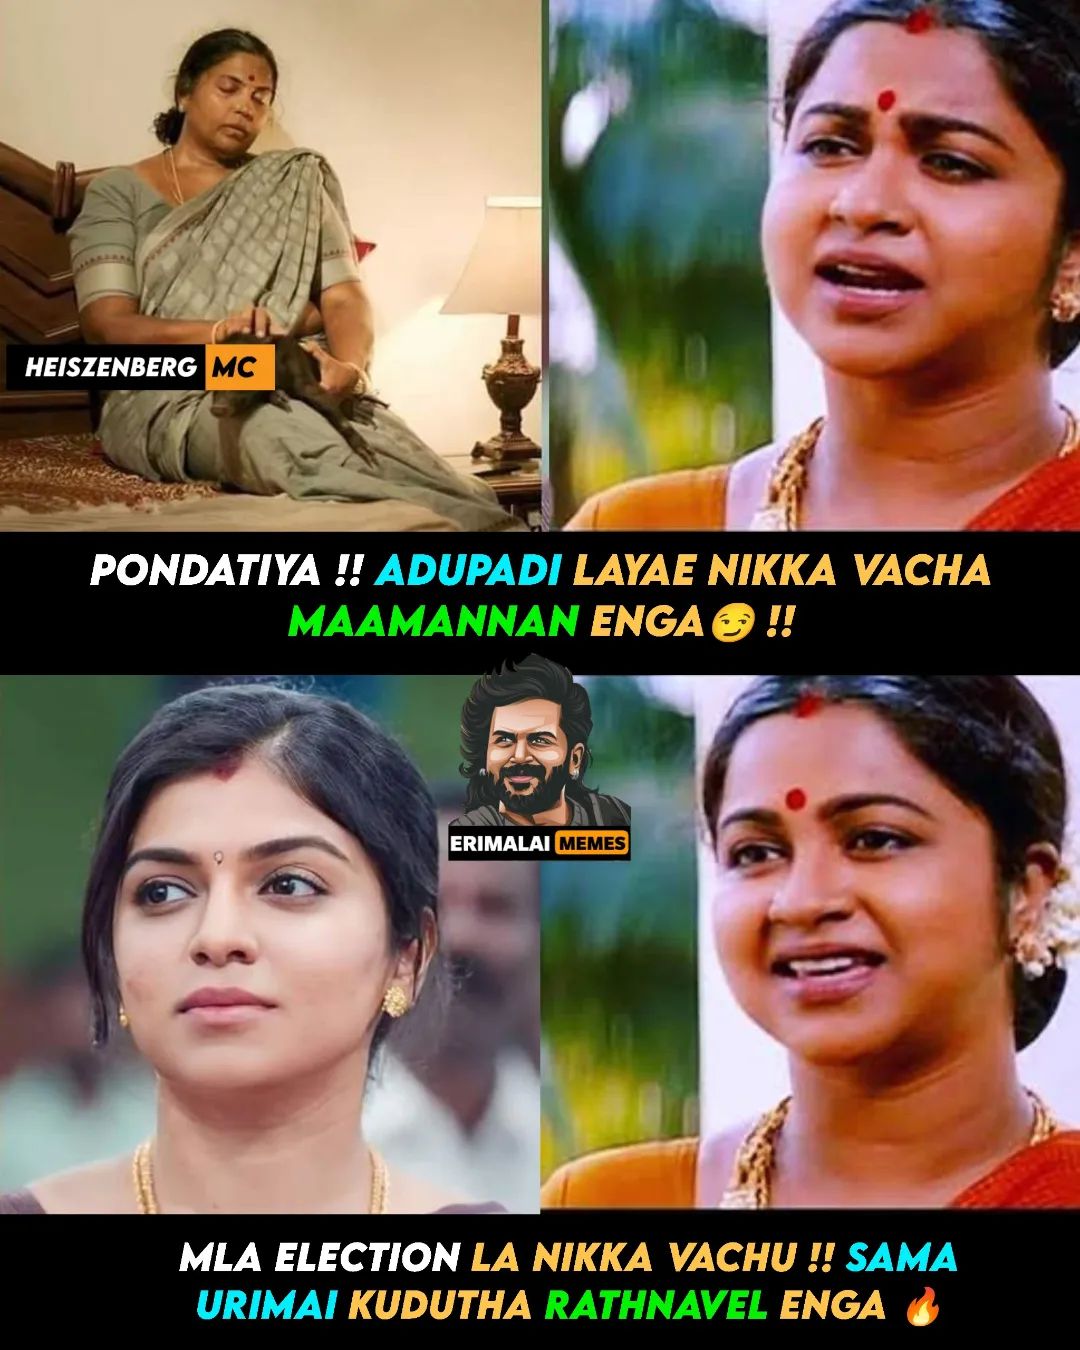 HEISZENBERG MC
PONDATIYA !! ADUPADI LAYAE NIKKA VACHA
MAAMANNAN ENGA😏 !!
ERIMALAI MEMES
MLA ELECTION LA NIKKA VACHU !! SAMA
URIMAI KUDUTHA RATHNAVEL ENGA 🔥